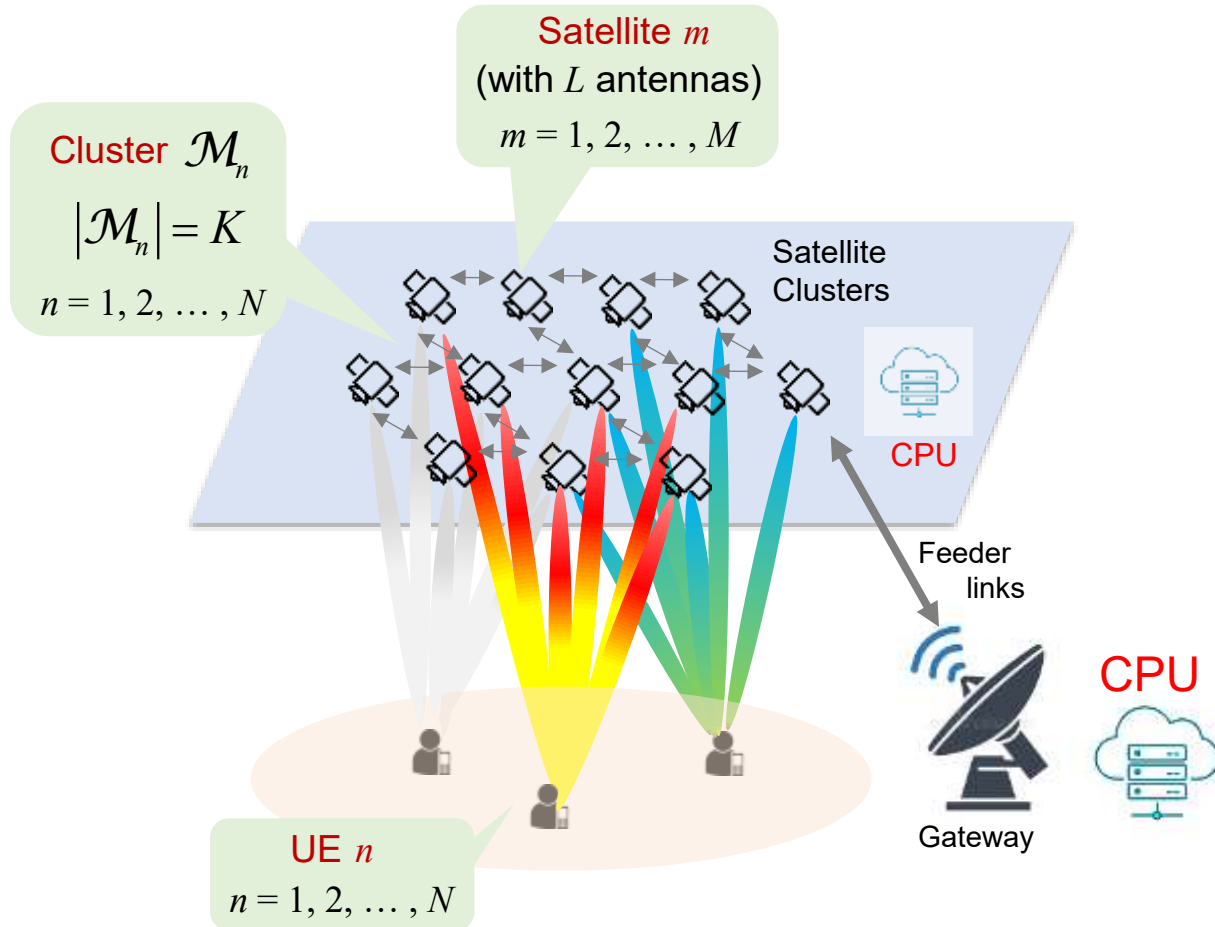 Satellite m
(with L antennas)
m = 1, 2, … , M
Cluster ℳₙ
|ℳₙ| = K
n = 1, 2, … , N
Satellite
Clusters
CPU
Feeder
links
CPU
Gateway
UE n
n = 1, 2, … , N